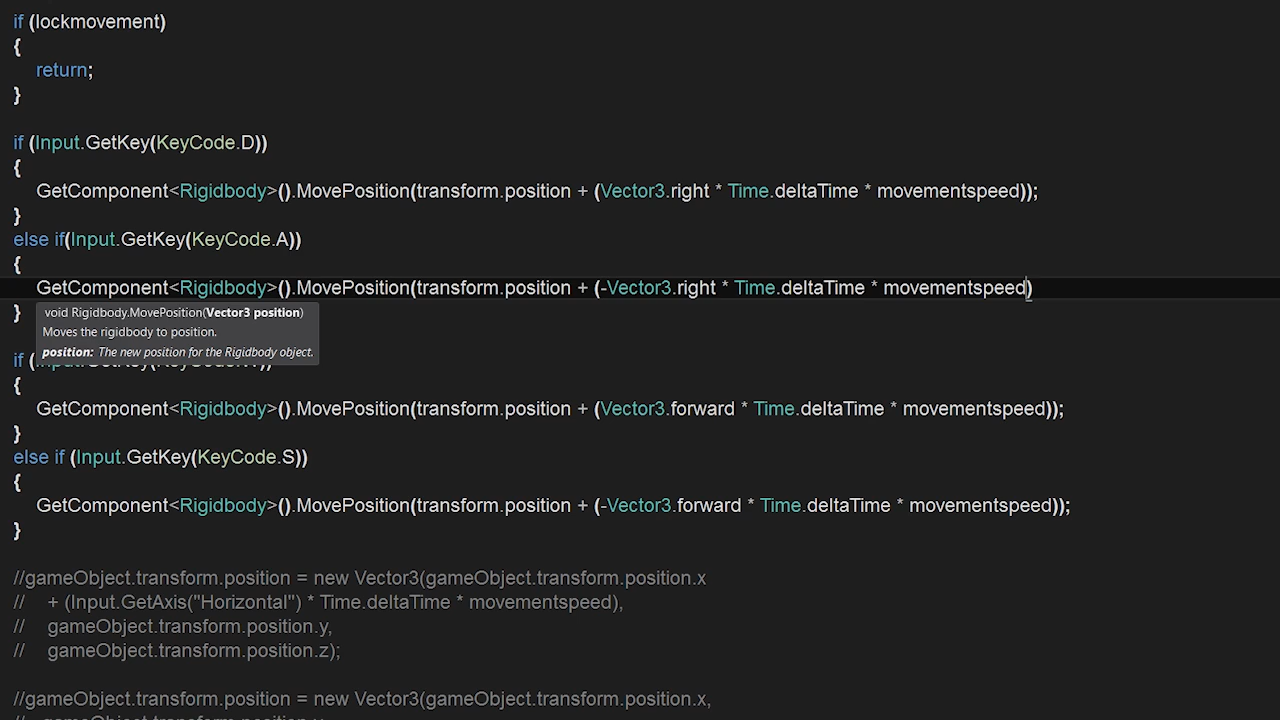 if (lockmovement)
{
return;
}
if (Input.GetKey(KeyCode.D))
{
GetComponent<Rigidbody>().MovePosition(transform.position + (Vector3.right * Time.deltaTime * movementspeed));
}
else if(Input.GetKey(KeyCode.A))
{
GetComponent<Rigidbody>().MovePosition(transform.position + (-Vector3.right * Time.deltaTime * movementspeed)
}
void Rigidbody.MovePosition(Vector3 position)
Moves the rigidbody to position.
position: The new position for the Rigidbody object.
if
{
GetComponent<Rigidbody>().MovePosition(transform.position + (Vector3.forward * Time.deltaTime * movementspeed));
}
else if (Input.GetKey(KeyCode.S))
{
GetComponent<Rigidbody>().MovePosition(transform.position + (-Vector3.forward * Time.deltaTime * movementspeed));
}
//gameObject.transform.position = new Vector3(gameObject.transform.position.x
// + (Input.GetAxis("Horizontal") * Time.deltaTime * movementspeed),
// gameObject.transform.position.y,
// gameObject.transform.position.z);
//gameObject.transform.position = new Vector3(gameObject.transform.position.x,